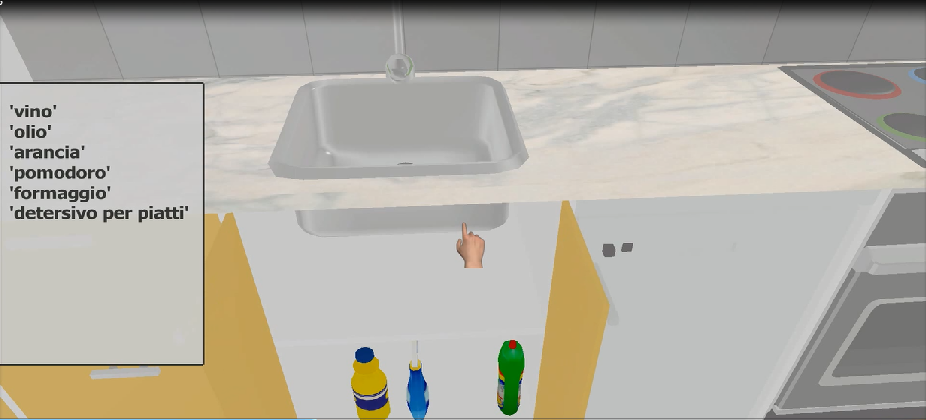 'vino'
'olio'
'arancia'
'pomodoro'
'formaggio'
'detersivo per piatti'